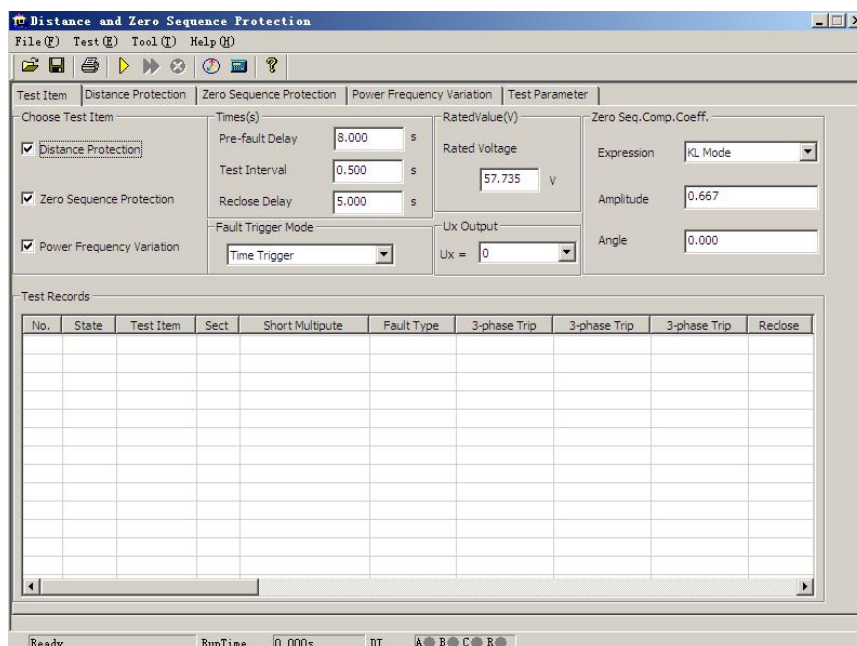 Distance and Zero Sequence Protection
File(F) Test(E) Tool(T) Help(H)
Test Item Distance Protection Zero Sequence Protection Power Frequency Variation Test Parameter
Choose Test Item Times(s) RatedValue(V) Zero Seq.Comp.Coeff.
Distance Protection Pre-fault Delay 8.000 s Rated Voltage Expression KL Mode
Test Interval 0.500 s 57.735 V
Zero Sequence Protection Reclose Delay 5.000 s Amplitude 0.667
Fault Trigger Mode Ux Output
Power Frequency Variation Time Trigger Ux = 0 Angle 0.000
Test Records
No. State Test Item Sect Short Multipute Fault Type 3-phase Trip 3-phase Trip 3-phase Trip Reclose
Ready RunTime 0.000s DI A B C R